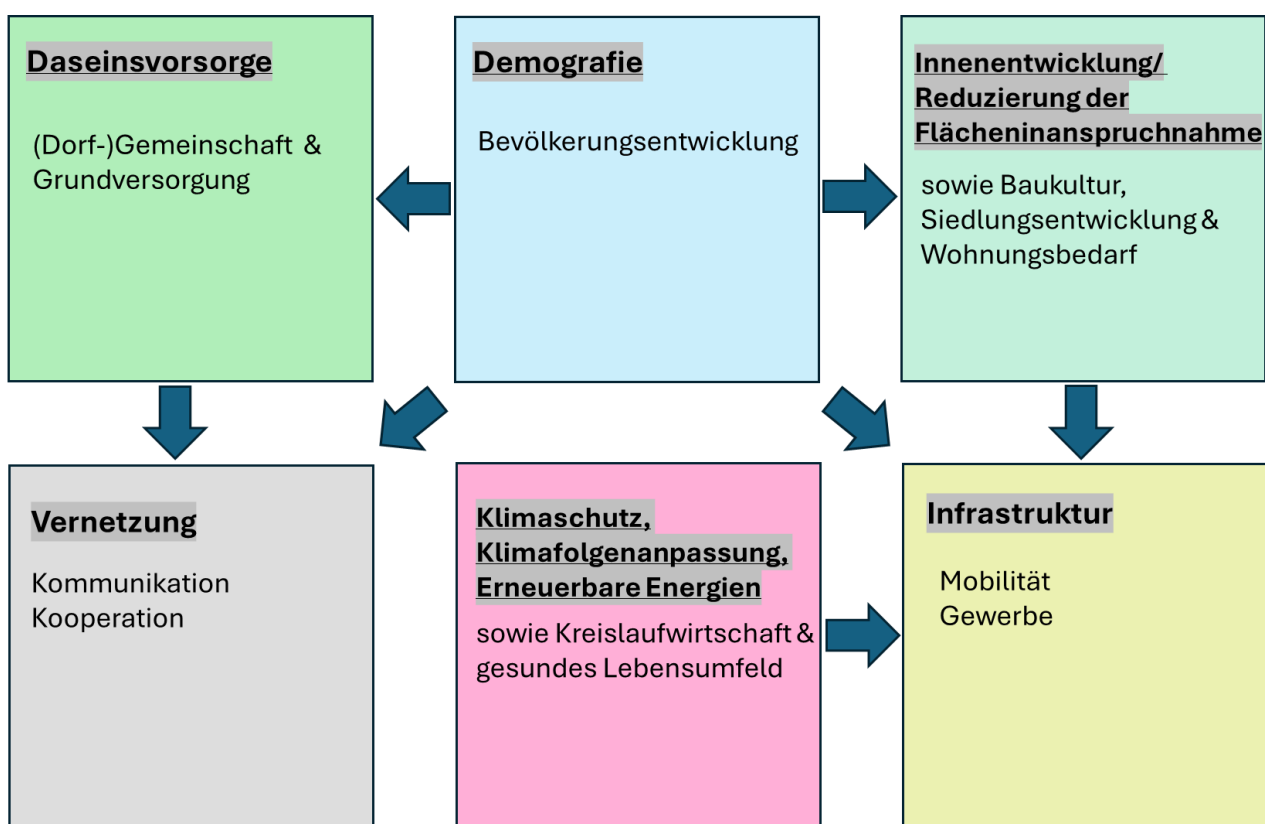 Daseinsvorsorge
(Dorf-)Gemeinschaft &
Grundversorgung
Demografie
Bevölkerungsentwicklung
Innenentwicklung/
Reduzierung der
Flächeninanspruchnahme
sowie Baukultur,
Siedlungsentwicklung &
Wohnungsbedarf
Vernetzung
Kommunikation
Kooperation
Klimaschutz,
Klimafolgenanpassung,
Erneuerbare Energien
sowie Kreislaufwirtschaft &
gesundes Lebensumfeld
Infrastruktur
Mobilität
Gewerbe